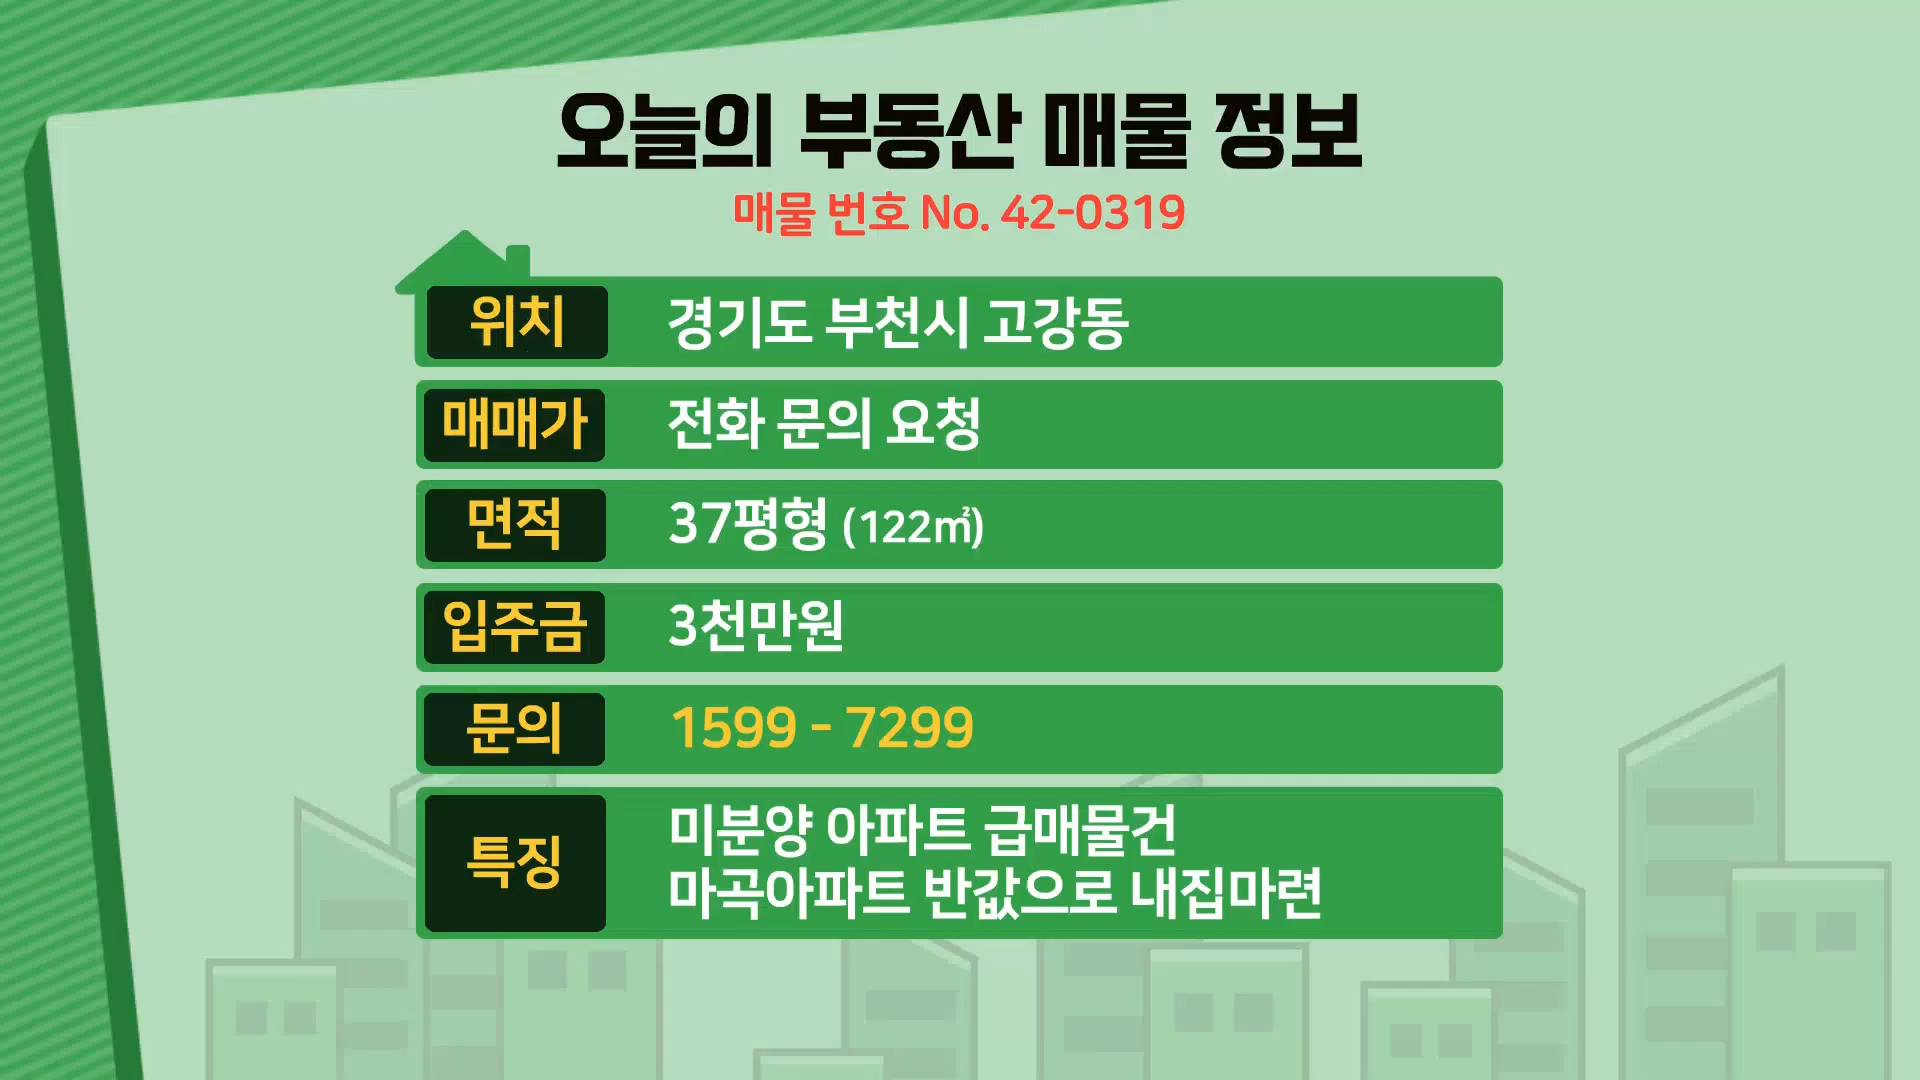 오늘의 부동산 매물 정보
매물 번호 No. 42-0319
위치 경기도 부천시 고강동
매매가 전화 문의 요청
면적 37평형 (122㎡)
입주금 3천만원
문의 1599 - 7299
특징 미분양 아파트 급매물건
마곡아파트 반값으로 내집마련